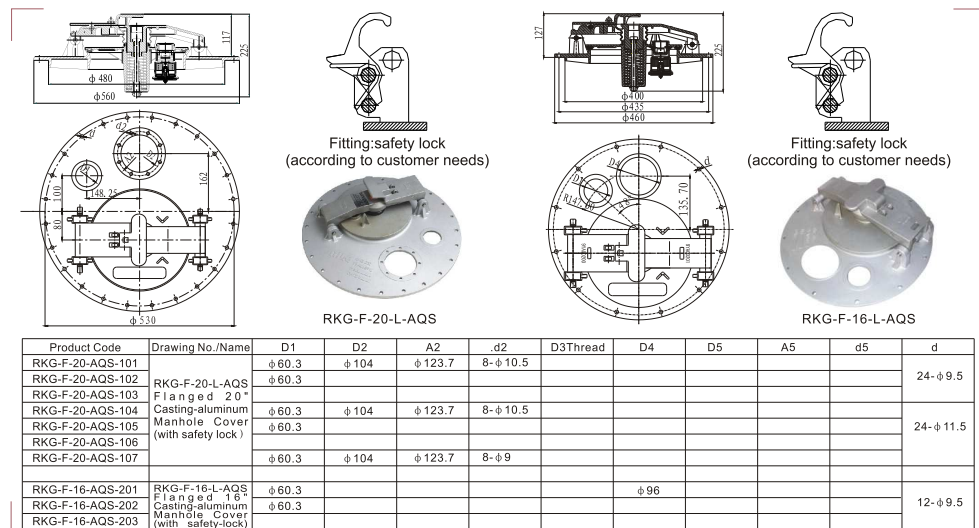 117
225
ϕ 480
ϕ560
Fitting:safety lock
(according to customer needs)
127
225
ϕ400
ϕ435
ϕ460
Fitting:safety lock
(according to customer needs)
d
d2
162
100
148.25
80
ϕ530
RKG-F-20-L-AQS
D4
d
D1
R147.00
148
135.70
RKG-F-16-L-AQS
Product Code Drawing No./Name D1 D2 A2 .d2 D3Thread D4 D5 A5 d5 d
RKG-F-20-AQS-101 ϕ60.3 ϕ104 ϕ123.7 8-ϕ10.5
RKG-F-20-AQS-102 ϕ60.3
24-ϕ9.5
RKG-F-20-AQS-103
RKG-F-20-AQS-104 ϕ60.3 ϕ104 ϕ123.7 8-ϕ10.5
RKG-F-20-AQS-105 ϕ60.3
24-ϕ11.5
RKG-F-20-AQS-106
RKG-F-20-AQS-107 ϕ60.3 ϕ104 ϕ123.7 8-ϕ9
RKG-F-20-L-AQS
Flanged 20"
Casting-aluminum
Manhole Cover
(with safety lock）
RKG-F-16-AQS-201 ϕ60.3 ϕ96
RKG-F-16-AQS-202 ϕ60.3
12-ϕ9.5
RKG-F-16-AQS-203
RKG-F-16-L-AQS
Flanged 16"
Casting-aluminum
Manhole Cover
(with safety-lock)